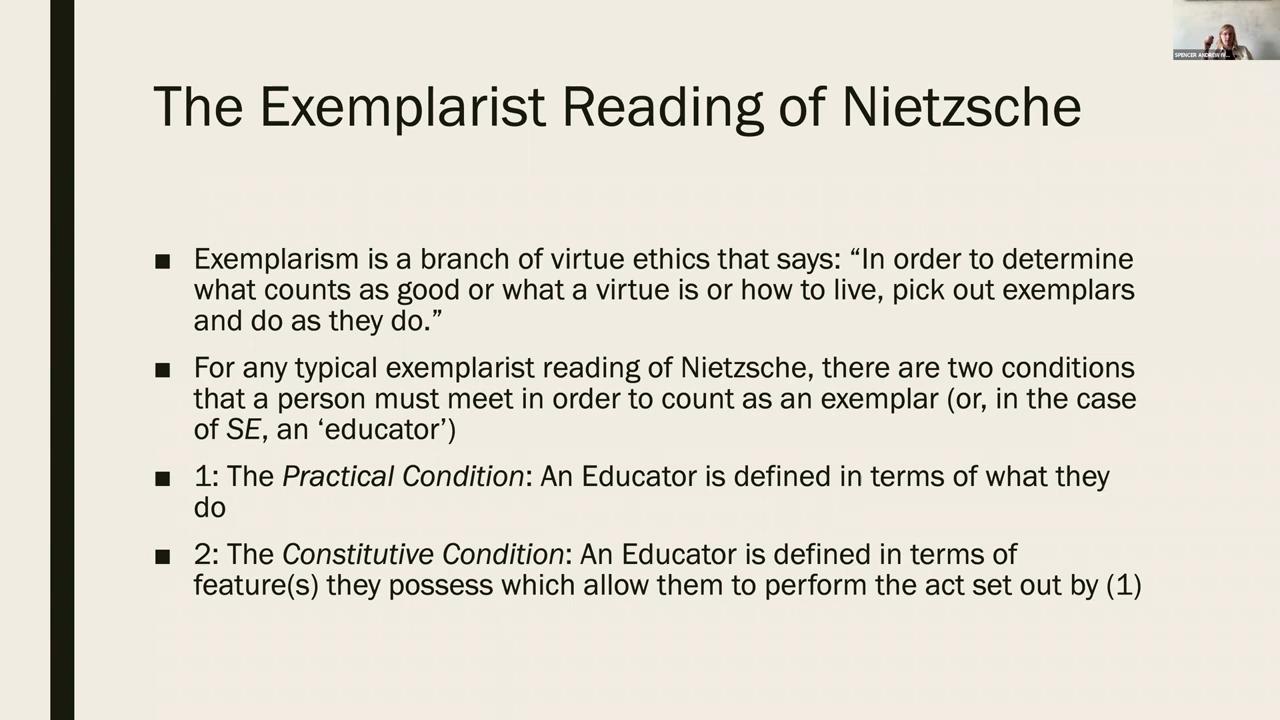 SPENCER ANDREW
The Exemplarist Reading of Nietzsche
■ Exemplarism is a branch of virtue ethics that says: “In order to determine
what counts as good or what a virtue is or how to live, pick out exemplars
and do as they do.”
■ For any typical exemplarist reading of Nietzsche, there are two conditions
that a person must meet in order to count as an exemplar (or, in the case
of SE, an ‘educator’)
■ 1: The Practical Condition: An Educator is defined in terms of what they
do
■ 2: The Constitutive Condition: An Educator is defined in terms of
feature(s) they possess which allow them to perform the act set out by (1)